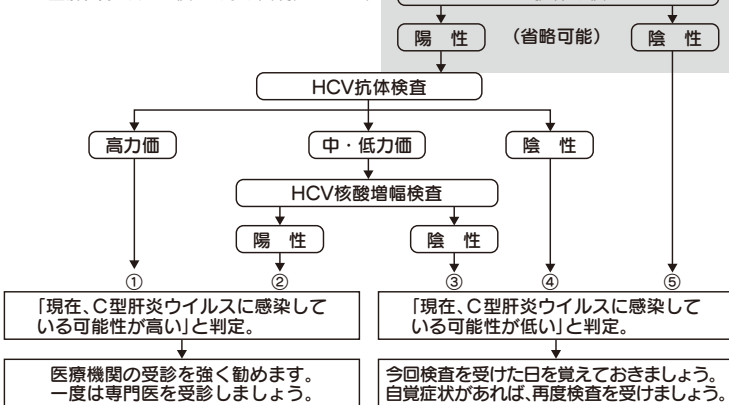 陽 性 (省略可能) 陰 性
HCV抗体検査
高力価 中・低力価 陰 性
HCV核酸増幅検査
陽 性 陰 性
① ② ③ ④ ⑤
「現在、C型肝炎ウイルスに感染して
いる可能性が高い」と判定。
「現在、C型肝炎ウイルスに感染して
いる可能性が低い」と判定。
医療機関の受診を強く勧めます。
一度は専門医を受診しましょう。
今回検査を受けた日を覚えておきましょう。
自覚症状があれば、再度検査を受けましょう。